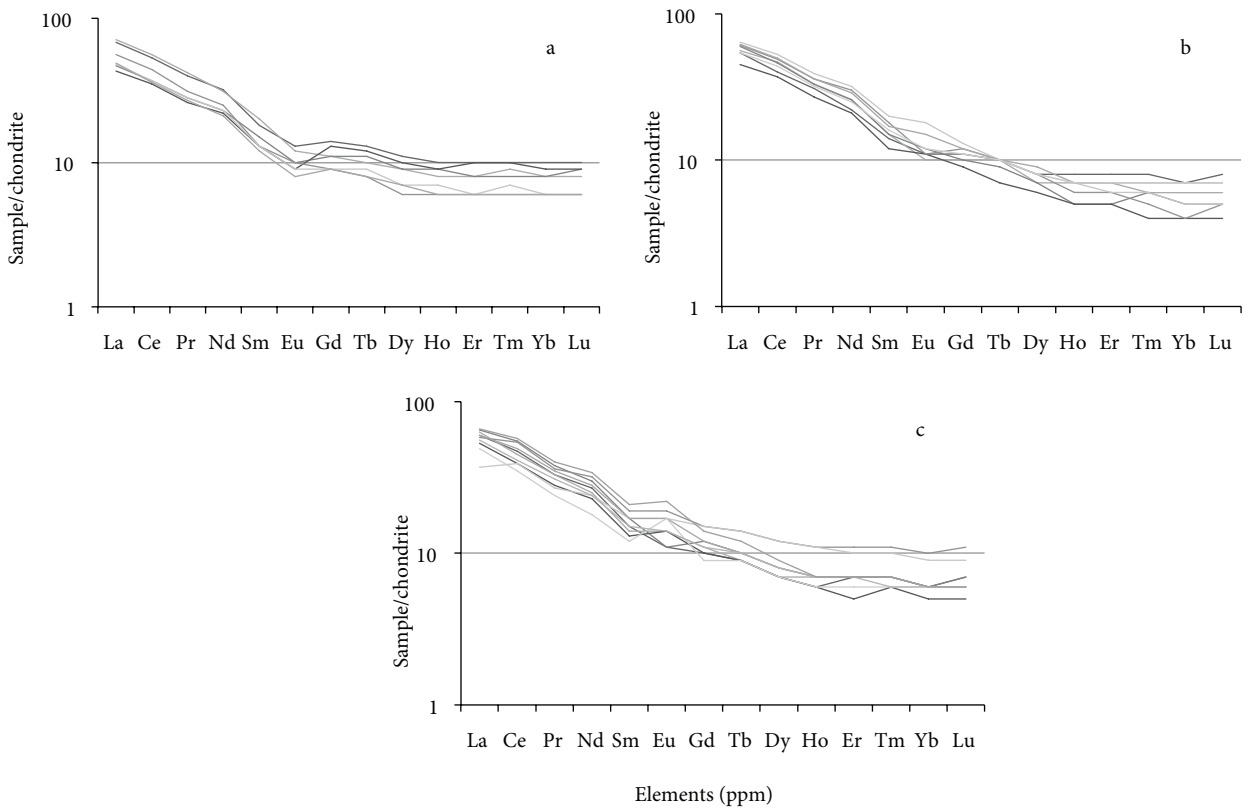 100
a
Sample/chondrite
10
1
La Ce Pr Nd Sm Eu Gd Tb Dy Ho Er Tm Yb Lu
100
b
Sample/chondrite
10
1
La Ce Pr Nd Sm Eu Gd Tb Dy Ho Er Tm Yb Lu
100
c
Sample/chondrite
10
1
La Ce Pr Nd Sm Eu Gd Tb Dy Ho Er Tm Yb Lu
Elements (ppm)